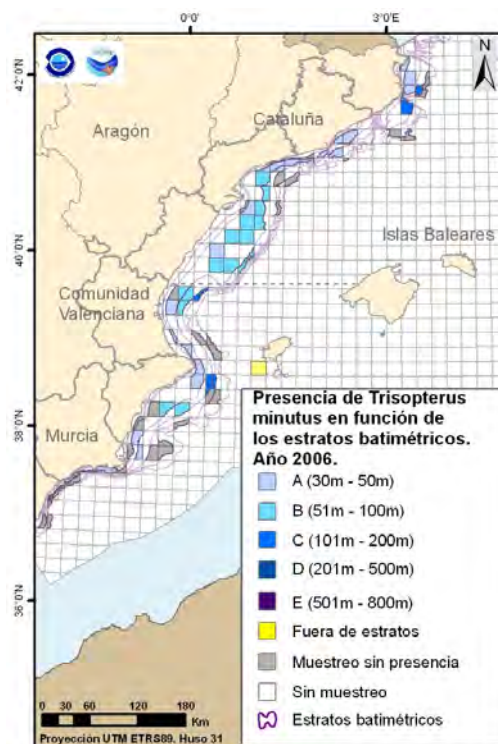 0°0'
3°0'E
N
42°0'N
Cataluña
Aragón
Islas Baleares
40°0'N
Comunidad
Valenciana
38°0'N
Murcia
36°0'N
Presencia de Trisopterus
minutus en función de
los estratos batimétricos.
Año 2006.
A (30m - 50m)
B (51m - 100m)
C (101m - 200m)
D (201m - 500m)
E (501m - 800m)
Fuera de estratos
Muestreo sin presencia
Sin muestreo
Estratos batimétricos
0 30 60 120 180
Km
Proyección UTM ETRS89. Huso 31